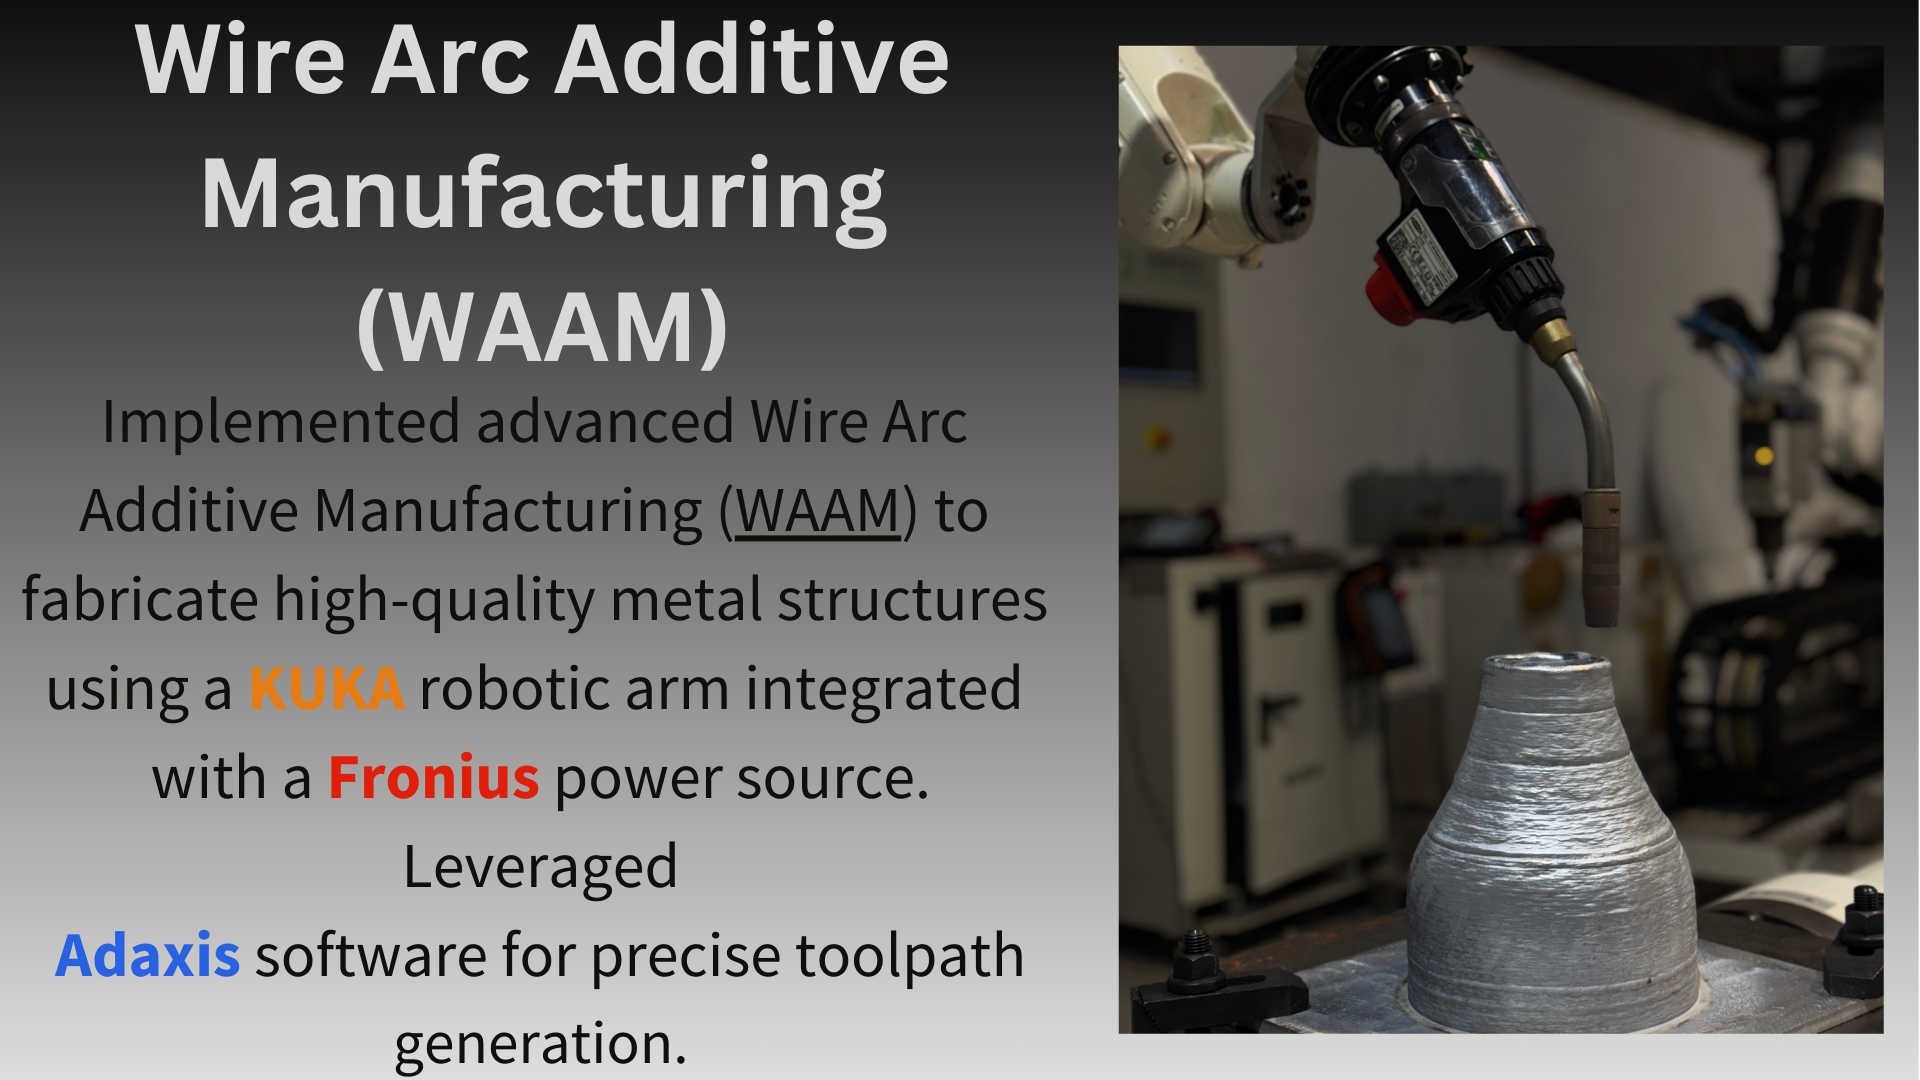 Wire Arc Additive
Manufacturing
(WAAM)
Implemented advanced Wire Arc
Additive Manufacturing (WAAM) to
fabricate high-quality metal structures
using a KUKA robotic arm integrated
with a Fronius power source.
Leveraged
Adaxis software for precise toolpath
generation.